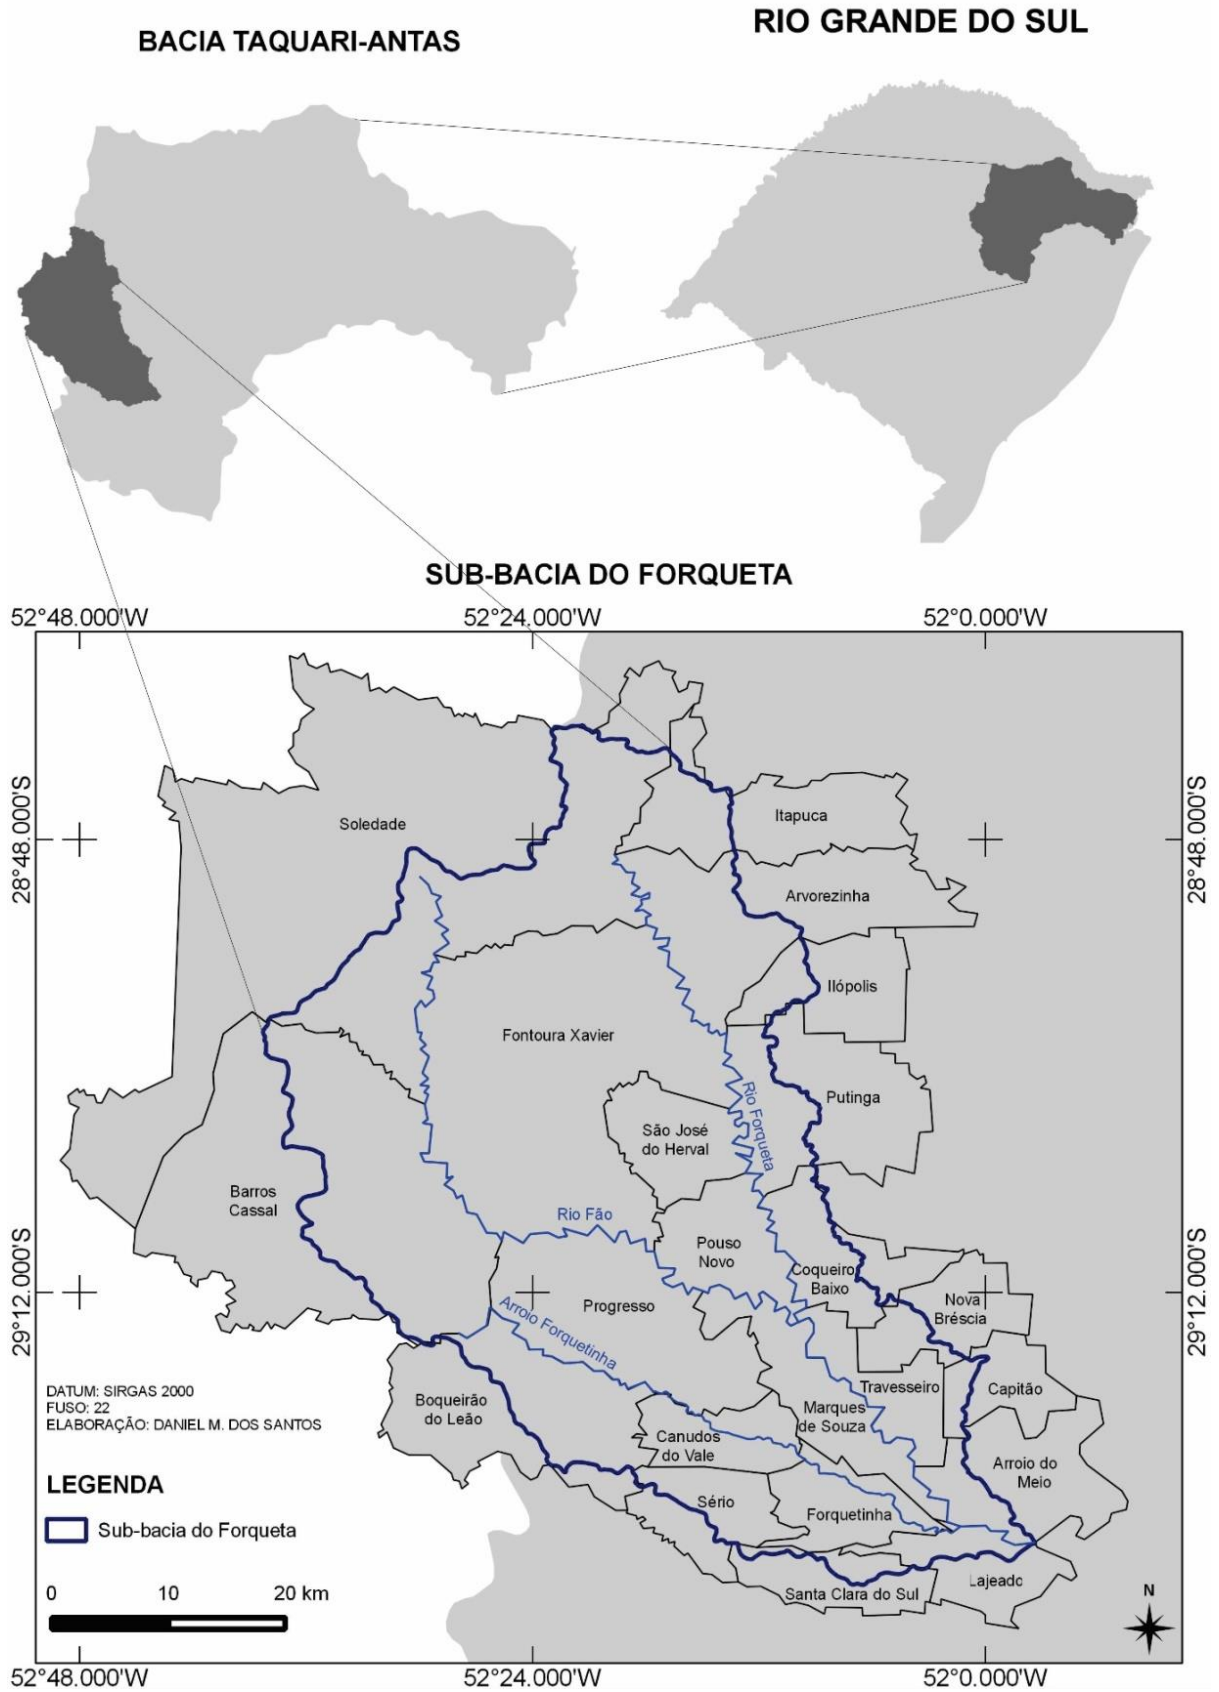 BACIA TAQUARI-ANTAS
RIO GRANDE DO SUL
SUB-BACIA DO FORQUETA
52°48.000'W
52°24.000'W
52°0.000'W
28°48.000'S
28°48.000'S
Soledade
Itapuca
Arvorezinha
Ilópolis
Fontoura Xavier
Putinga
Rio Forqueta
São José
do Herval
Barros
Cassal
Rio Fão
Pouso
Novo
Coqueiro
Baixo
29°12.000'S
29°12.000'S
Progresso
Nova
Bréscia
Arroio Forquetinha
Travesseiro
Capitão
Boqueirão
do Leão
Marques
de Souza
Canudos
do Vale
Arroio do
Meio
Sério
Forquetinha
Santa Clara do Sul
Lajeado
DATUM: SIRGAS 2000
FUSO: 22
ELABORAÇÃO: DANIEL M. DOS SANTOS
LEGENDA
Sub-bacia do Forqueta
0 10 20 km
N
52°48.000'W
52°24.000'W
52°0.000'W